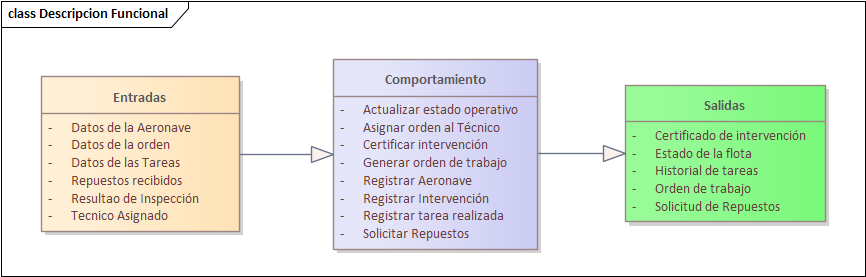 class Descripcion Funcional
Entradas
- Datos de la Aeronave
- Datos de la orden
- Datos de las Tareas
- Repuestos recibidos
- Resultao de Inspección
- Tecnico Asignado
Comportamiento
- Actualizar estado operativo
- Asignar orden al Técnico
- Certificar intervención
- Generar orden de trabajo
- Registrar Aeronave
- Registrar Intervención
- Registrar tarea realizada
- Solicitar Repuestos
Salidas
- Certificado de intervención
- Estado de la flota
- Historial de tareas
- Orden de trabajo
- Solicitud de Repuestos